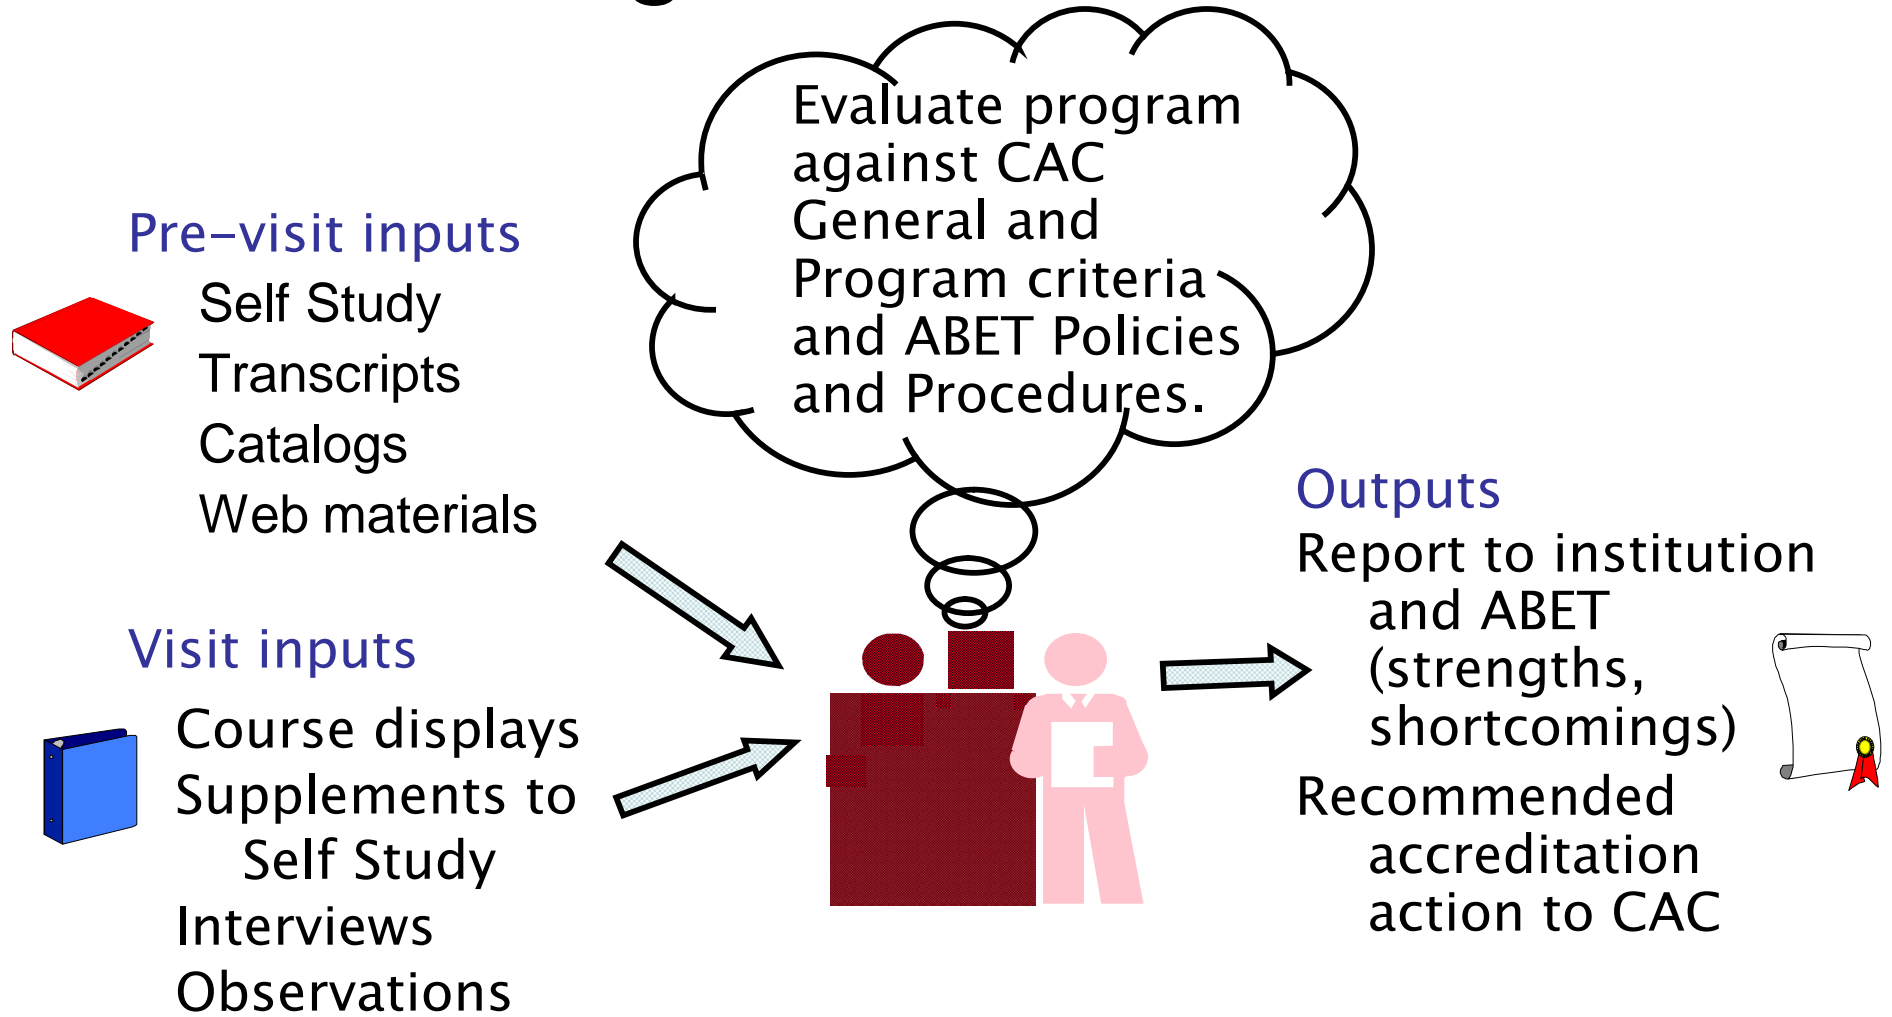 Evaluate program
against CAC
General and
Program criteria
and ABET Policies
and Procedures.
Pre-visit inputs
Self Study
Transcripts
Catalogs
Web materials
Visit inputs
Course displays
Supplements to
Self Study
Interviews
Observations
Outputs
Report to institution
and ABET
(strengths,
shortcomings)
Recommended
accreditation
action to CAC